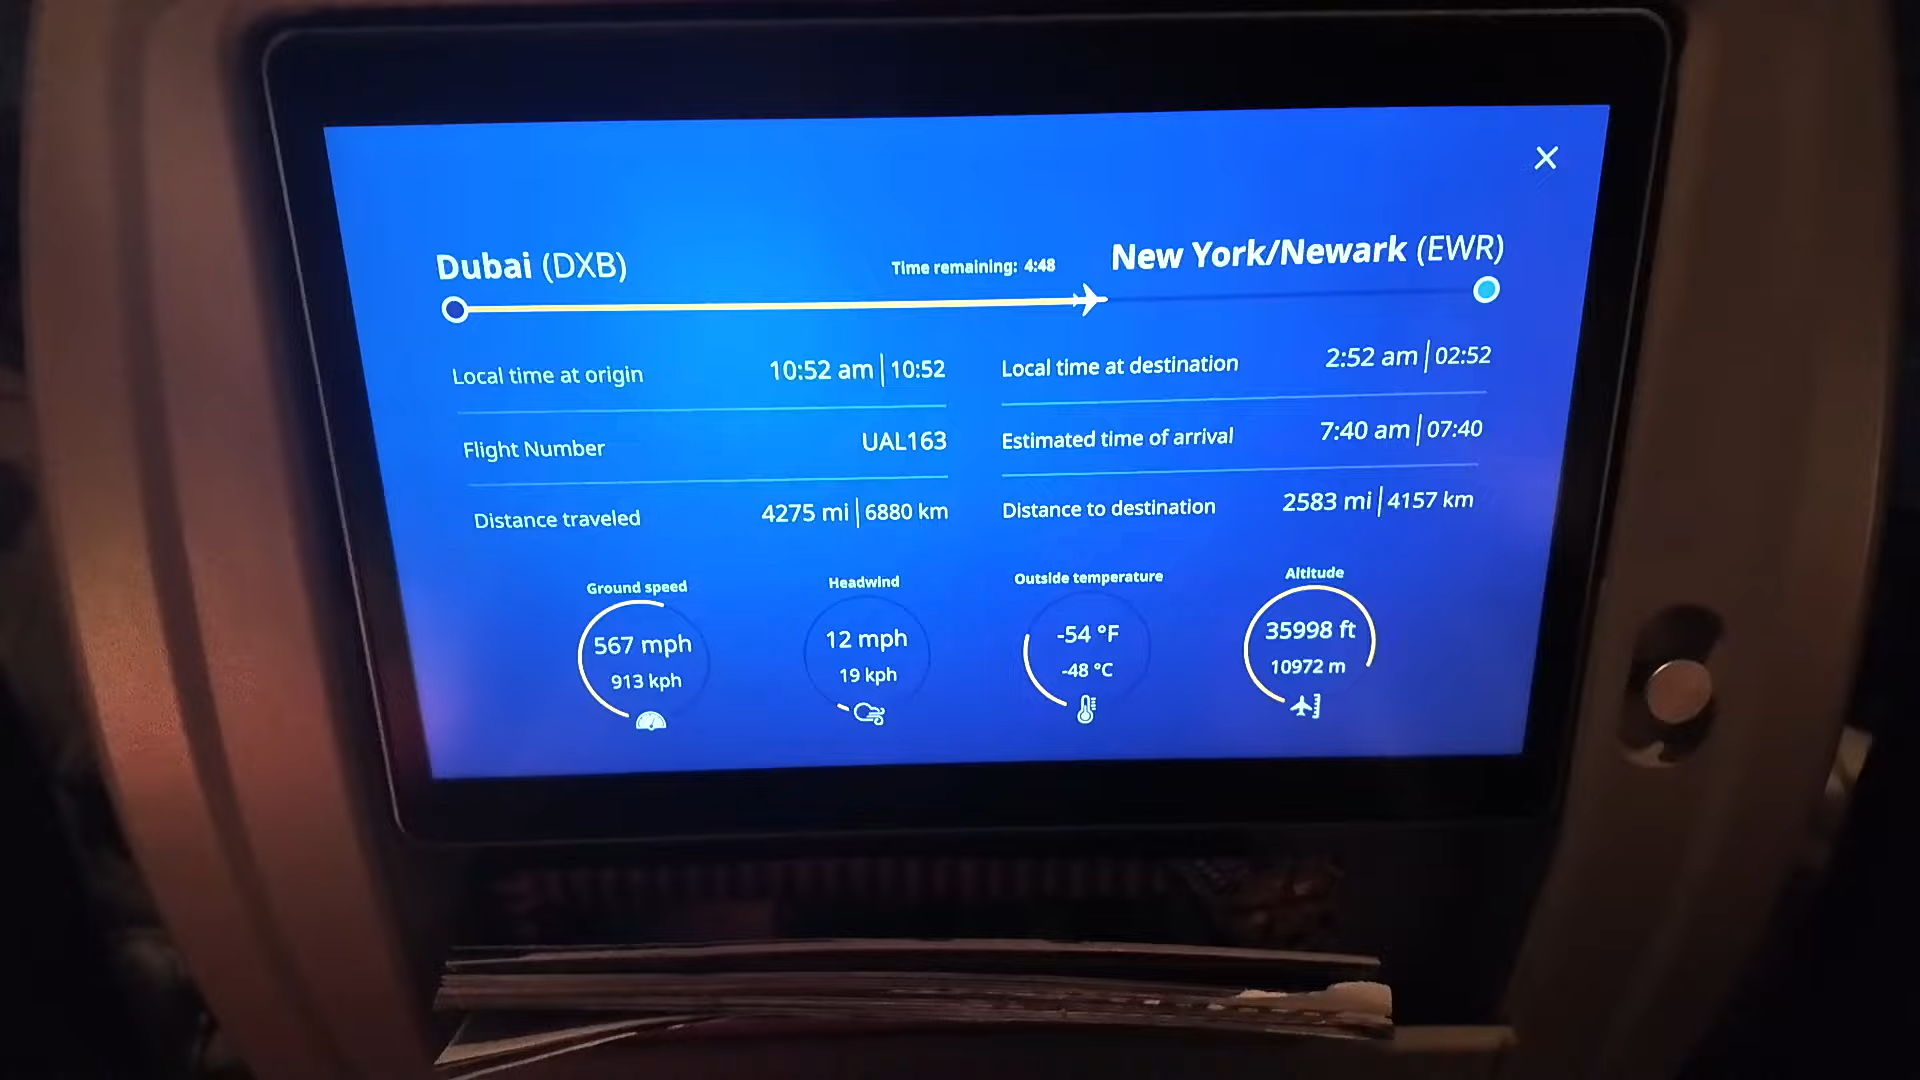 Dubai (DXB)
Time remaining: 4:48
New York/Newark (EWR)
Local time at origin 10:52 am | 10:52
Local time at destination 2:52 am | 02:52
Flight Number UAL163
Estimated time of arrival 7:40 am | 07:40
Distance traveled 4275 mi | 6880 km
Distance to destination 2583 mi | 4157 km
Ground speed
567 mph
913 kph
Headwind
12 mph
19 kph
Outside temperature
-54 °F
-48 °C
Altitude
35998 ft
10972 m